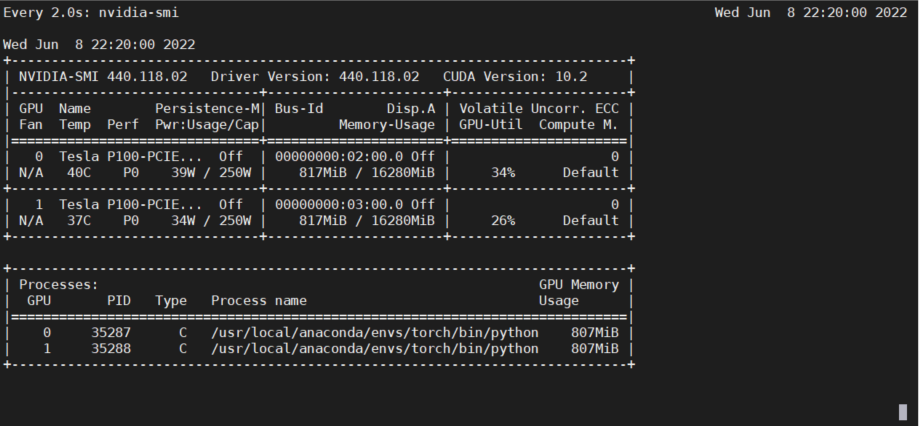 Every 2.0s: nvidia-smi                                                                   Wed Jun  8 22:20:00 2022

Wed Jun  8 22:20:00 2022
+-----------------------------------------------------------------------------+
| NVIDIA-SMI 440.118.02   Driver Version: 440.118.02   CUDA Version: 10.2     |
|-------------------------------+----------------------+----------------------+
| GPU  Name        Persistence-M| Bus-Id        Disp.A | Volatile Uncorr. ECC |
| Fan  Temp  Perf  Pwr:Usage/Cap|         Memory-Usage | GPU-Util  Compute M. |
|===============================+======================+======================|
|   0  Tesla P100-PCIE...  Off  | 00000000:02:00.0 Off |                    0 |
| N/A   40C    P0    39W / 250W |    817MiB / 16280MiB |     34%      Default |
+-------------------------------+----------------------+----------------------+
|   1  Tesla P100-PCIE...  Off  | 00000000:03:00.0 Off |                    0 |
| N/A   37C    P0    34W / 250W |    817MiB / 16280MiB |     26%      Default |
+-------------------------------+----------------------+----------------------+

+-----------------------------------------------------------------------------+
| Processes:                                                       GPU Memory |
|  GPU       PID   Type   Process name                             Usage      |
|=============================================================================|
|    0     35287      C   /usr/local/anaconda/envs/torch/bin/python    807MiB |
|    1     35288      C   /usr/local/anaconda/envs/torch/bin/python    807MiB |
+-----------------------------------------------------------------------------+